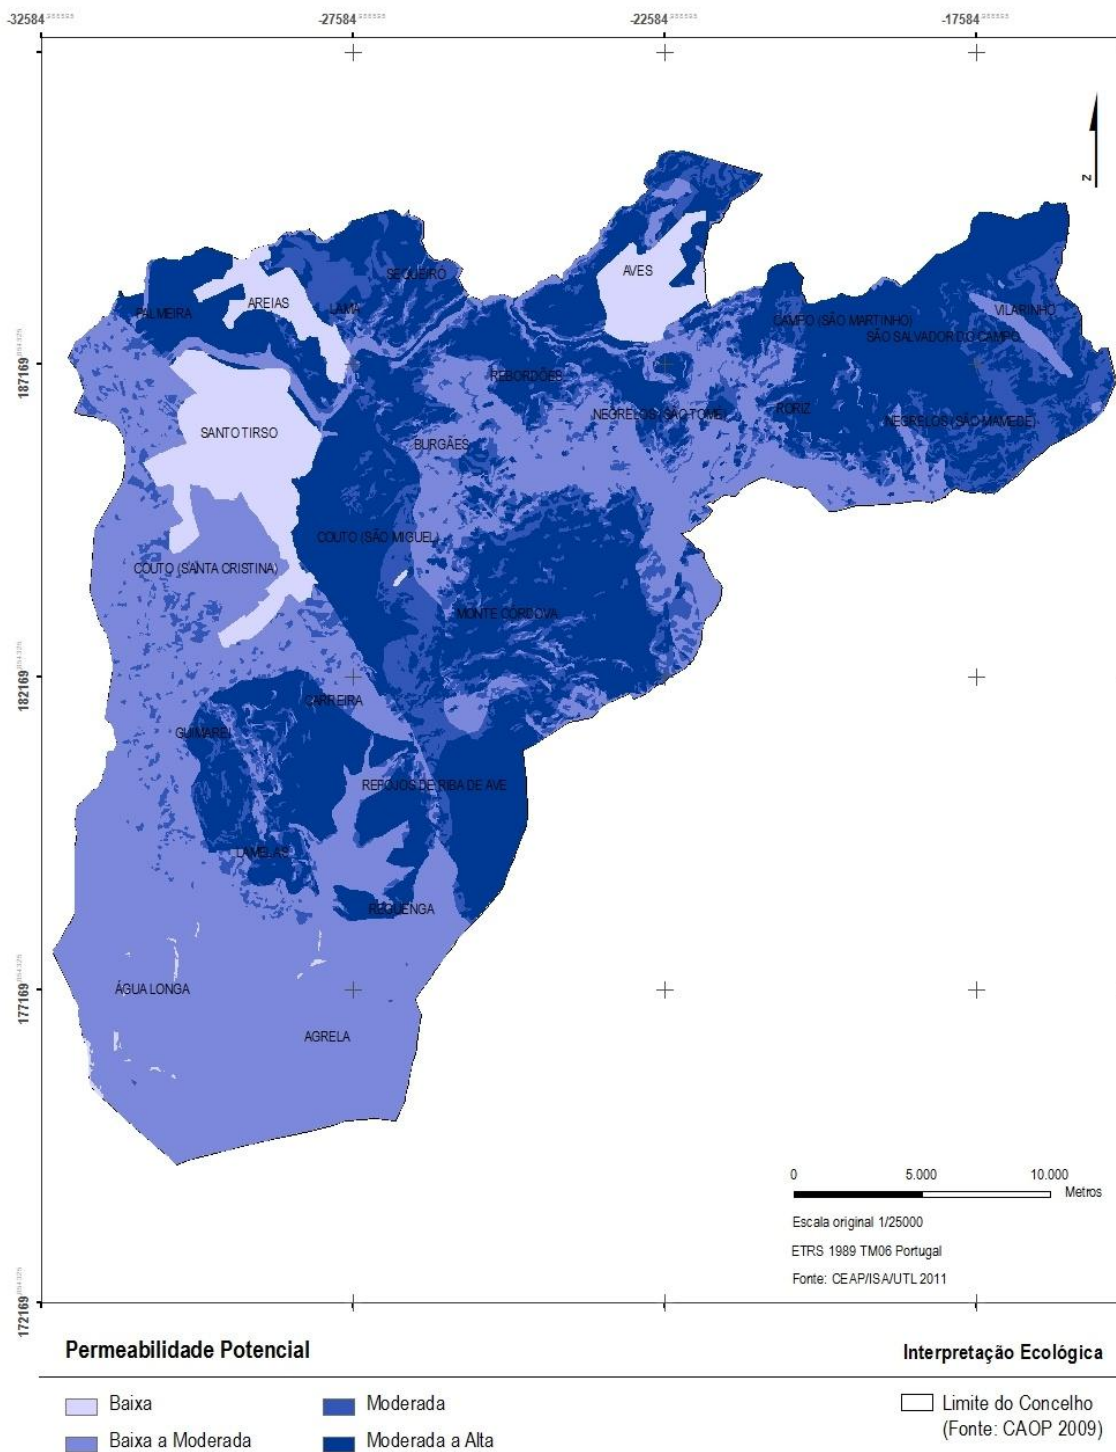 -32584 -27584 -22584 -17584
187169
182169
177169
172169
SEQUEIRÓ
AVES
AREIAS
LAMA
PALMEIRA
VILARINHO
CAMPO (SÃO MARTINHO)
SÃO SALVADOR DO CAMPO
REBORDÕES
NEGRELOS (SÃO TOMÉ)
RORIZ
NEGRELOS (SÃO MAMEDE)
SANTO TIRSO
BURGÃES
COUTO (SÃO MIGUEL)
COUTO (SANTA CRISTINA)
MONTE CÓRDOVA
CARREIRA
GUIMAREI
REFOJOS DE RIBA DE AVE
LAMELAS
REGUENGA
ÁGUA LONGA
AGRELA
0 5.000 10.000
Metros
Escala original 1/25000
ETRS 1989 TM06 Portugal
Fonte: CEAP/ISA/UTL 2011
Permeabilidade Potencial
Interpretação Ecológica
Baixa
Moderada
Baixa a Moderada
Moderada a Alta
Limite do Concelho
(Fonte: CAOP 2009)